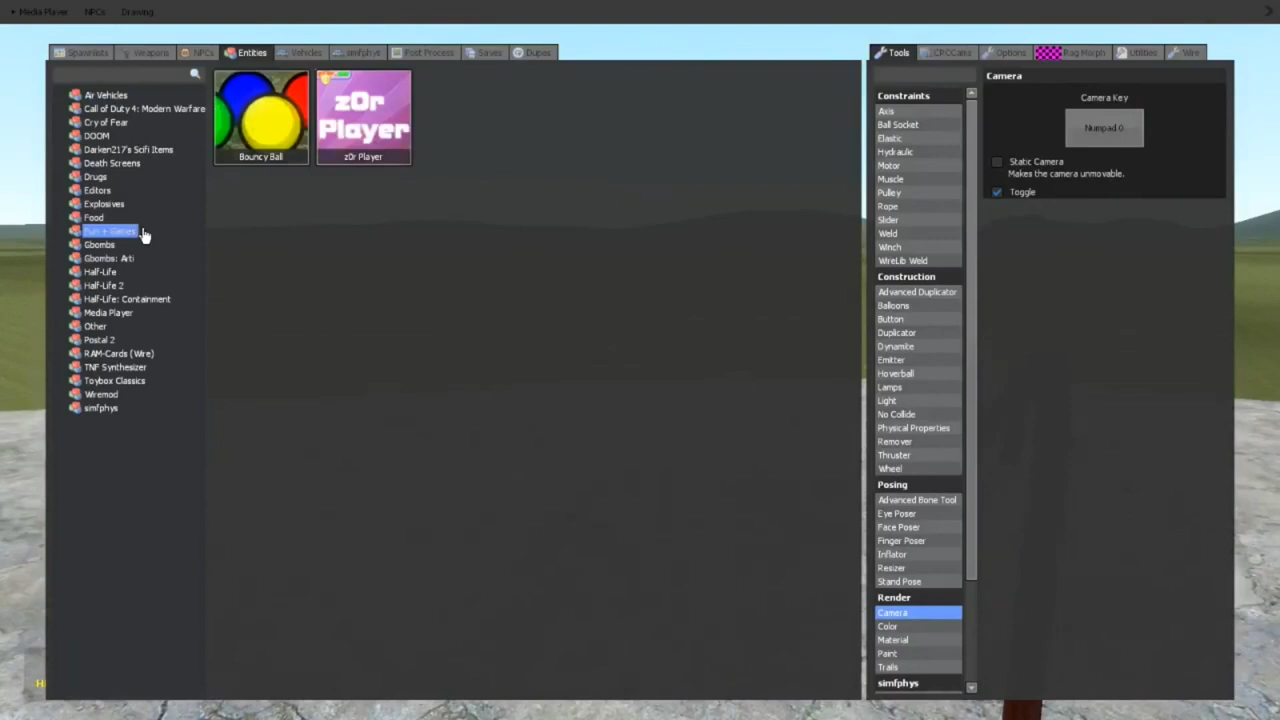 Media Player NPCs Drawing
Spawnlists Weapons NPCs Entities Vehicles simfphys Post Process Saves Dupes
Air Vehicles
Call of Duty 4: Modern Warfare
Cry of Fear
DOOM
Darken217's Scifi Items
Death Screens
Drugs
Editors
Explosives
Food
Fun + Games
Gbombs
Gbombs: Arti
Half-Life
Half-Life 2
Half-Life: Containment
Media Player
Other
Postal 2
RAM-Cards (Wire)
TNF Synthesizer
Toybox Classics
Wiremod
simfphys
Bouncy Ball
z0r
Player
z0r Player
Tools CPCCams Options Rag Morph Utilities Wire
Constraints
Axis
Ball Socket
Elastic
Hydraulic
Motor
Muscle
Pulley
Rope
Slider
Weld
Winch
WireLib Weld
Construction
Advanced Duplicator
Balloons
Button
Duplicator
Dynamite
Emitter
Hoverball
Lamps
Light
No Collide
Physical Properties
Remover
Thruster
Wheel
Posing
Advanced Bone Tool
Eye Poser
Face Poser
Finger Poser
Inflator
Resizer
Stand Pose
Render
Camera
Color
Material
Paint
Trails
simfphys
Camera
Camera Key
Numpad 0
Static Camera
Makes the camera unmovable.
Toggle